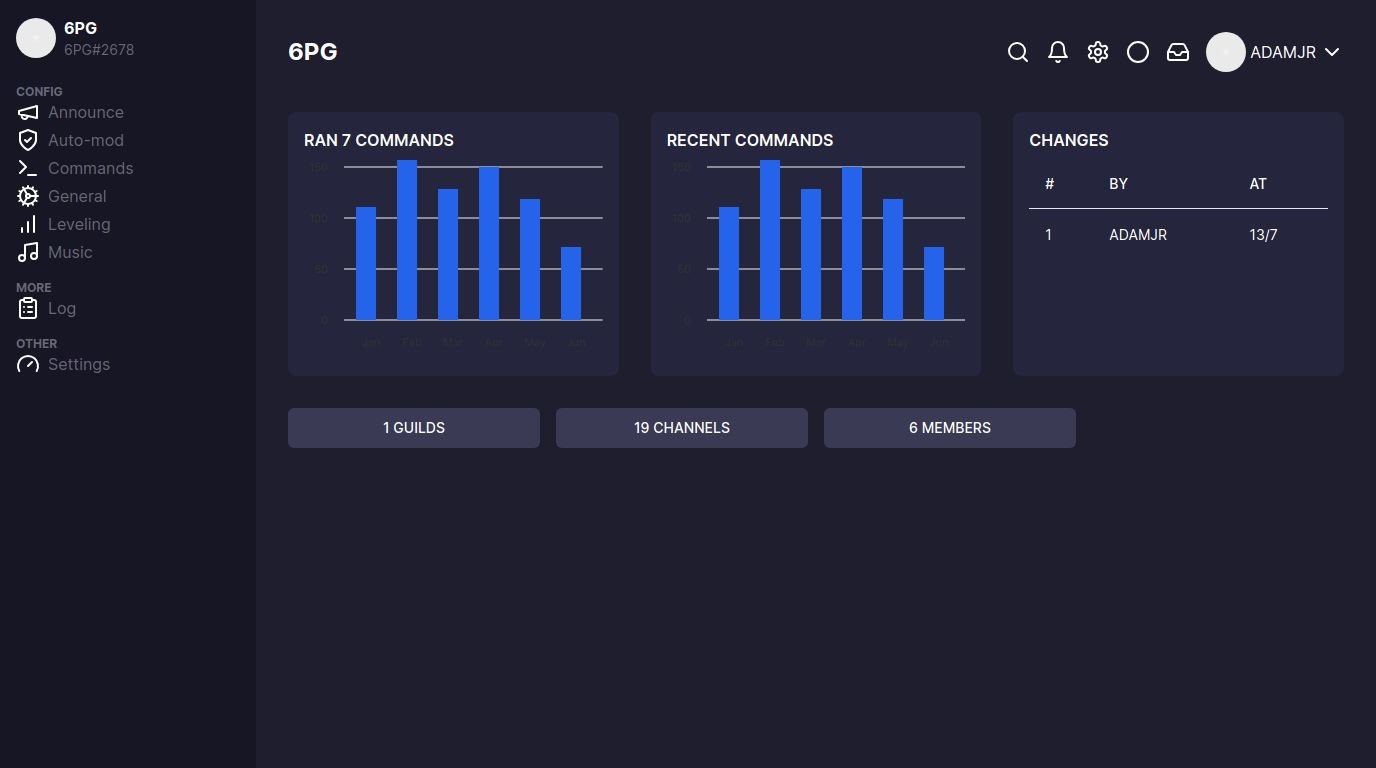 6PG
6PG#2678
CONFIG
Announce
Auto-mod
Commands
General
Leveling
Music
MORE
Log
OTHER
Settings
6PG
ADAMJR
RAN 7 COMMANDS
150
100
50
0
Jan Feb Mar Apr May Jun
RECENT COMMANDS
150
100
50
0
Jan Feb Mar Apr May Jun
CHANGES
# BY AT
1 ADAMJR 13/7
1 GUILDS
19 CHANNELS
6 MEMBERS